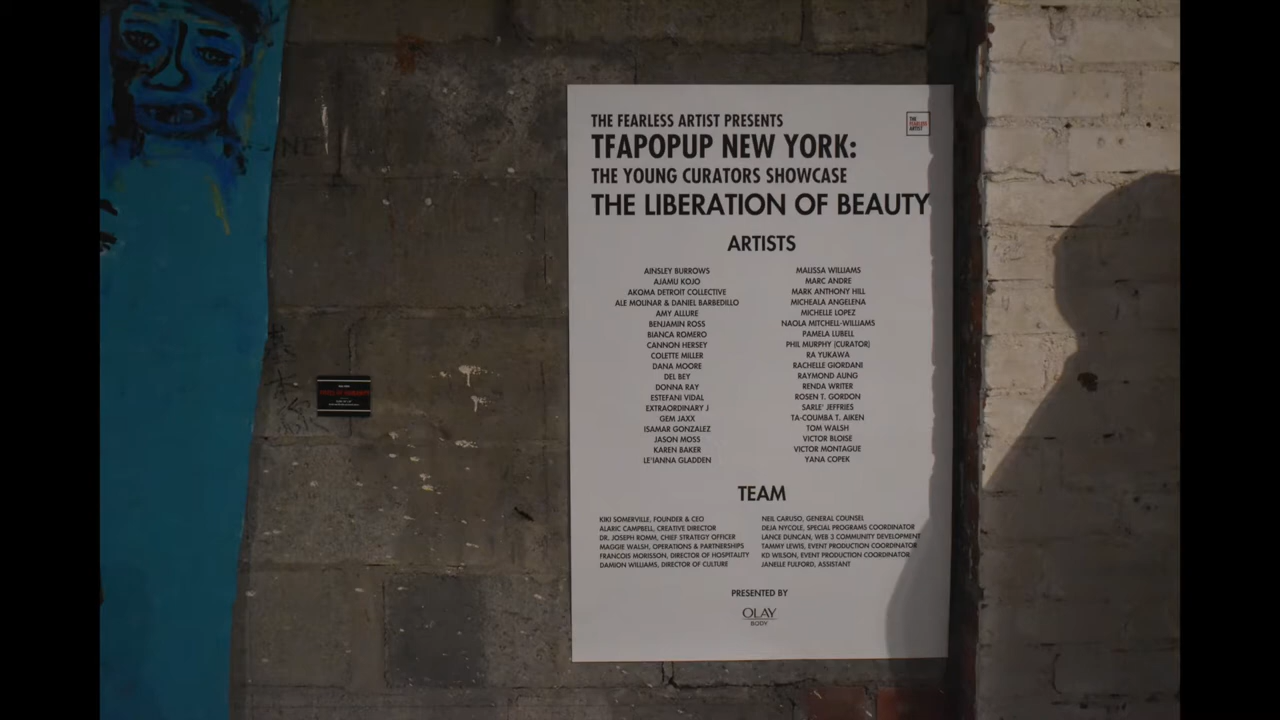 THE FEARLESS ARTIST PRESENTS
THE
FEARLESS
ARTIST
TFAPOPUP NEW YORK:
THE YOUNG CURATORS SHOWCASE
THE LIBERATION OF BEAUTY
ARTISTS
AINSLEY BURROWS
AJAMU KOJO
AKOMA DETROIT COLLECTIVE
ALE MOLINAR & DANIEL BARBEDILLO
AMY ALLURE
BENJAMIN ROSS
BIANCA ROMERO
CANNON HERSEY
COLETTE MILLER
DANA MOORE
DEL BEY
DONNA RAY
ESTEFANI VIDAL
EXTRAORDINARY J
GEM JAXX
ISAMAR GONZALEZ
JASON MOSS
KAREN BAKER
LE'IANNA GLADDEN
MALISSA WILLIAMS
MARC ANDRE
MARK ANTHONY HILL
MICHEALA ANGELENA
MICHELLE LOPEZ
NAOLA MITCHELL-WILLIAMS
PAMELA LUBELL
PHIL MURPHY (CURATOR)
RA YUKAWA
RACHELLE GIORDANI
RAYMOND AUNG
RENDA WRITER
ROSEN T. GORDON
SARLE' JEFFRIES
TA-COUMBA T. AIKEN
TOM WALSH
VICTOR BLOISE
VICTOR MONTAGUE
YANA COPEK
TEAM
KIKI SOMERVILLE, FOUNDER & CEO
ALARIC CAMPBELL, CREATIVE DIRECTOR
DR. JOSEPH ROMM, CHIEF STRATEGY OFFICER
MAGGIE WALSH, OPERATIONS & PARTNERSHIPS
FRANCOIS MORISSON, DIRECTOR OF HOSPITALITY
DAMION WILLIAMS, DIRECTOR OF CULTURE
NEIL CARUSO, GENERAL COUNSEL
DEJA NYCOLE, SPECIAL PROGRAMS COORDINATOR
LANCE DUNCAN, WEB 3 COMMUNITY DEVELOPMENT
TAMMY LEWIS, EVENT PRODUCTION COORDINATOR
KD WILSON, EVENT PRODUCTION COORDINATOR
JANELLE FULFORD, ASSISTANT
PRESENTED BY
OLAY
BODY